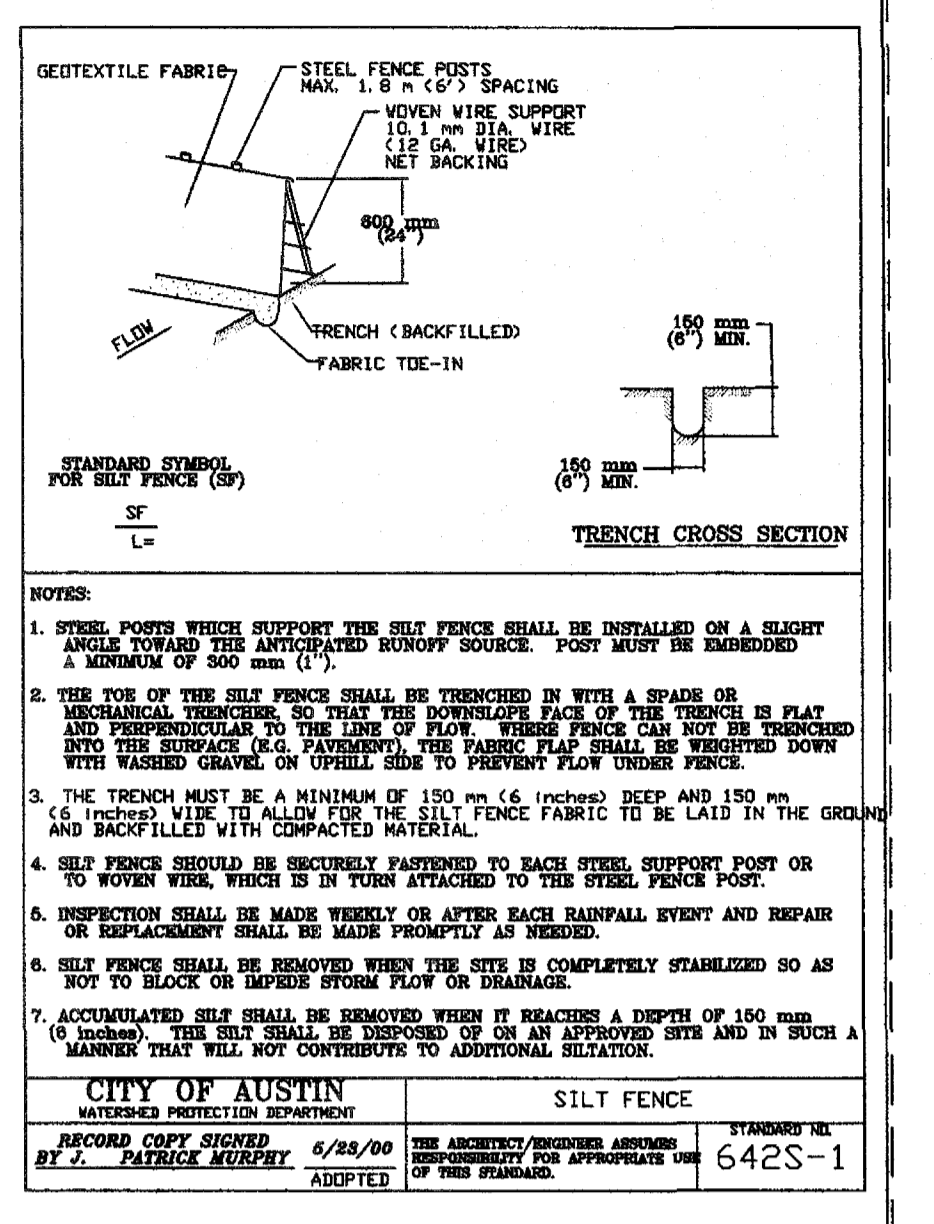 GEOTEXTILE FABRIC
STEEL FENCE POSTS
MAX. 1.8 m (6') SPACING
WOVEN WIRE SUPPORT
10.1 mm DIA. WIRE
(12 GA. WIRE)
NET BACKING
600 mm
(24")
TRENCH (BACKFILLED)
FLOW
FABRIC TOE-IN
150 mm
(6") MIN.
150 mm
(6") MIN.
STANDARD SYMBOL
FOR SILT FENCE (SF)
SF
L=
TRENCH CROSS SECTION
NOTES:
1. STEEL POSTS WHICH SUPPORT THE SILT FENCE SHALL BE INSTALLED ON A SLIGHT
ANGLE TOWARD THE ANTICIPATED RUNOFF SOURCE. POST MUST BE EMBEDDED
A MINIMUM OF 300 mm (1").
2. THE TOE OF THE SILT FENCE SHALL BE TRENCHED IN WITH A SPADE OR
MECHANICAL TRENCHER, SO THAT THE DOWNSLOPE FACE OF THE TRENCH IS FLAT
AND PERPENDICULAR TO THE LINE OF FLOW. WHERE FENCE CAN NOT BE TRENCHED
INTO THE SURFACE (E.G. PAVEMENT), THE FABRIC FLAP SHALL BE WEIGHTED DOWN
WITH WASHED GRAVEL ON UPHILL SIDE TO PREVENT FLOW UNDER FENCE.
3. THE TRENCH MUST BE A MINIMUM OF 150 mm (6 inches) DEEP AND 150 mm
(6 inches) WIDE TO ALLOW FOR THE SILT FENCE FABRIC TO BE LAID IN THE GROUND
AND BACKFILLED WITH COMPACTED MATERIAL.
4. SILT FENCE SHOULD BE SECURELY FASTENED TO EACH STEEL SUPPORT POST OR
TO WOVEN WIRE, WHICH IS IN TURN ATTACHED TO THE STEEL FENCE POST.
5. INSPECTION SHALL BE MADE WEEKLY OR AFTER EACH RAINFALL EVENT AND REPAIR
OR REPLACEMENT SHALL BE MADE PROMPTLY AS NEEDED.
6. SILT FENCE SHALL BE REMOVED WHEN THE SITE IS COMPLETELY STABILIZED SO AS
NOT TO BLOCK OR IMPEDE STORM FLOW OR DRAINAGE.
7. ACCUMULATED SILT SHALL BE REMOVED WHEN IT REACHES A DEPTH OF 150 mm
(6 inches). THE SILT SHALL BE DISPOSED OF ON AN APPROVED SITE AND IN SUCH A
MANNER THAT WILL NOT CONTRIBUTE TO ADDITIONAL SILTATION.
CITY OF AUSTIN
WATERSHED PROTECTION DEPARTMENT
SILT FENCE
RECORD COPY SIGNED
BY J. PATRICK MURPHY
5/23/00
ADOPTED
THE ARCHITECT/ENGINEER ASSUMES
RESPONSIBILITY FOR APPROPRIATE USE
OF THIS STANDARD.
STANDARD NO.
642S-1